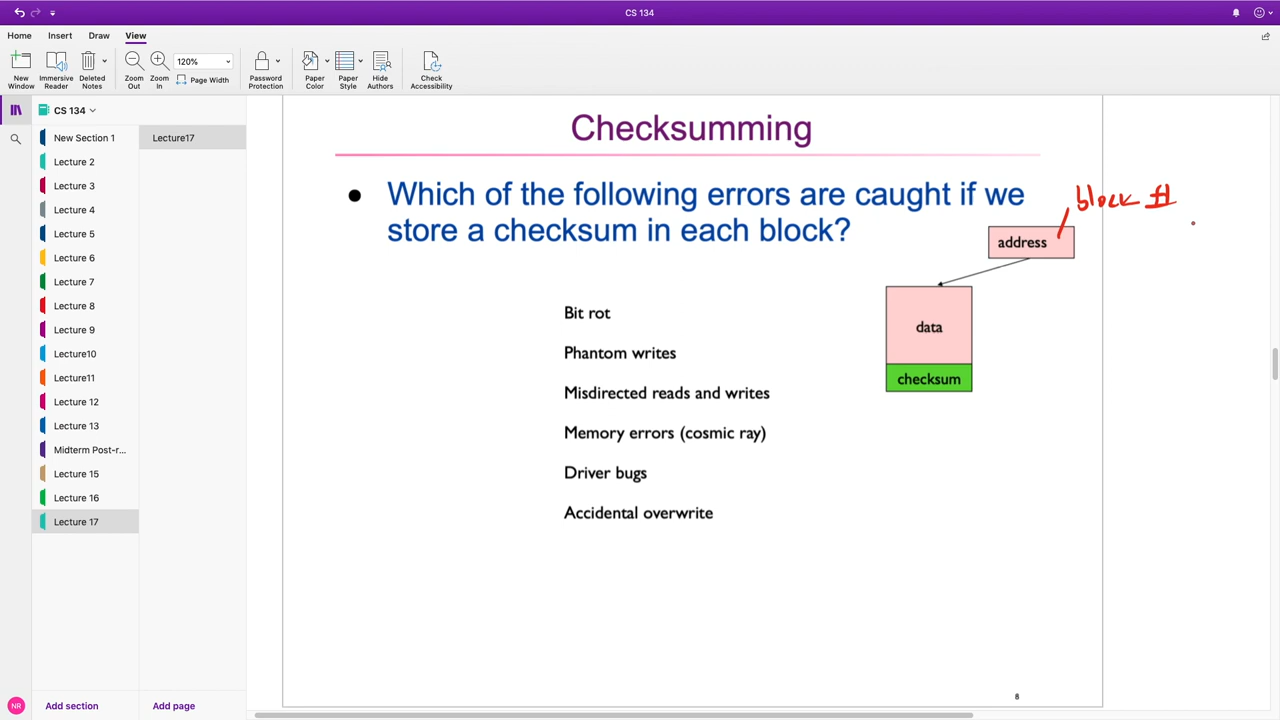 CS 134
Home Insert Draw View
120%
Page Width
New Window
Immersive Reader
Deleted Notes
Zoom Out
Zoom In
Password Protection
Paper Color
Paper Style
Hide Authors
Check Accessibility
CS 134
New Section 1
Lecture 2
Lecture 3
Lecture 4
Lecture 5
Lecture 6
Lecture 7
Lecture 8
Lecture 9
Lecture10
Lecture11
Lecture 12
Lecture 13
Midterm Post-r...
Lecture 15
Lecture 16
Lecture 17
Lecture17
Checksumming
Which of the following errors are caught if we
store a checksum in each block?
block #
address
data
checksum
Bit rot
Phantom writes
Misdirected reads and writes
Memory errors (cosmic ray)
Driver bugs
Accidental overwrite
8
NR
Add section
Add page